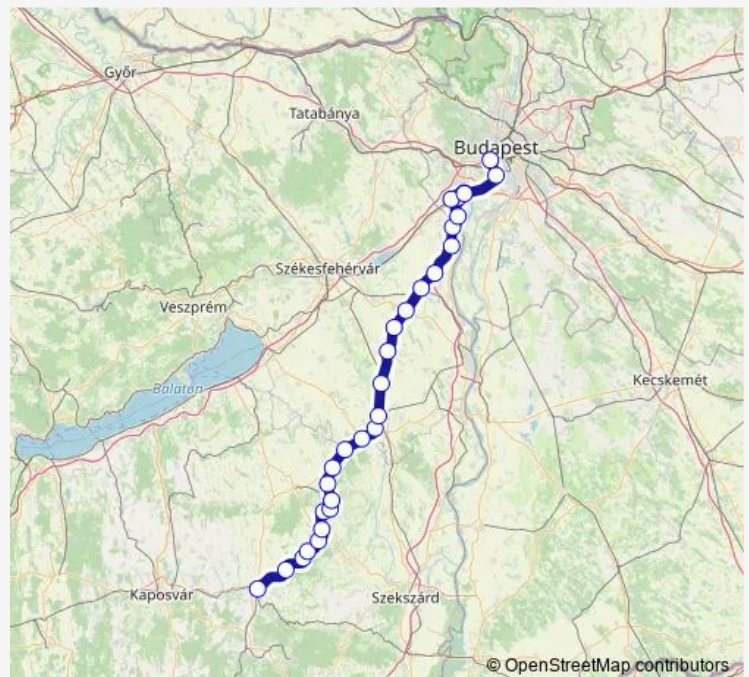 Győr
Tatabánya
Budapest
Székesfehérvár
Veszprém
Balaton
Kecskemét
Kaposvár
Szekszárd
© OpenStreetMap contributors